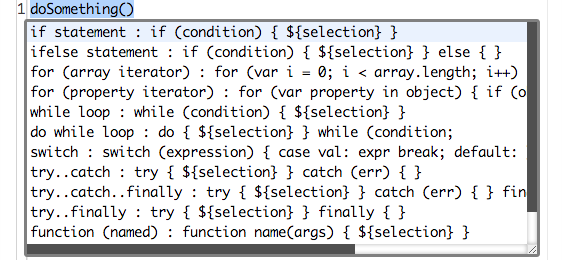 1 doSomething()
if statement : if (condition) { ${selection} }
ifelse statement : if (condition) { ${selection} } else { }
for (array iterator) : for (var i = 0; i < array.length; i++)
for (property iterator) : for (var property in object) { if (o
while loop : while (condition) { ${selection} }
do while loop : do { ${selection} } while (condition;
switch : switch (expression) { case val: expr break; default:
try..catch : try { ${selection} } catch (err) { }
try..catch..finally : try { ${selection} } catch (err) { } fin
try..finally : try { ${selection} } finally { }
function (named) : function name(args) { ${selection} }